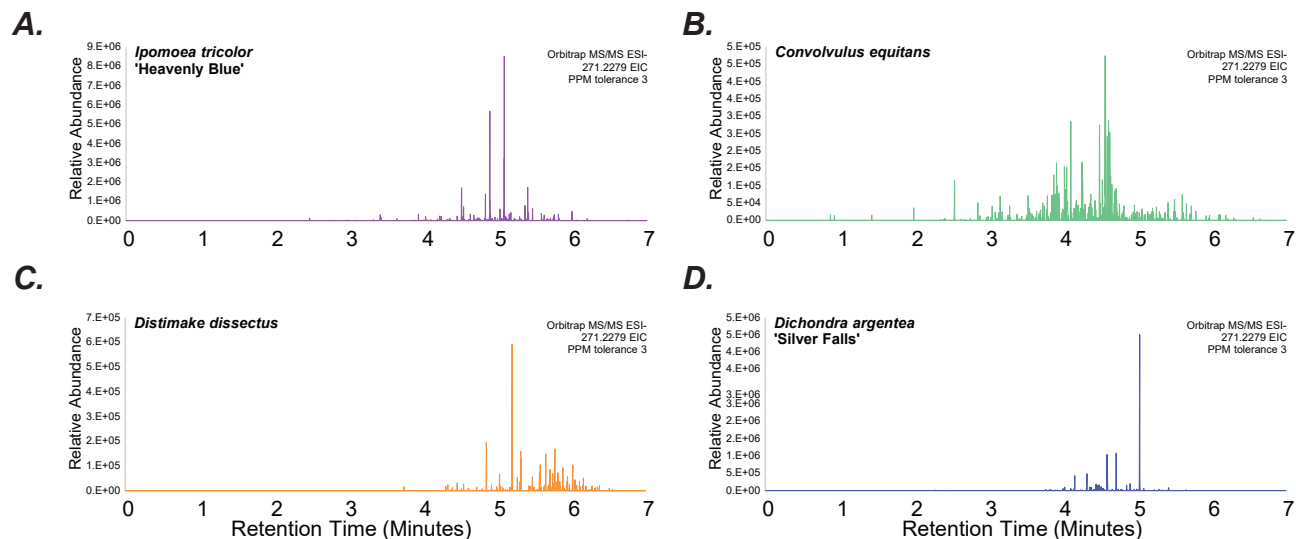 A.
Relative Abundance
9.E+06
8.E+06
7.E+06
6.E+06
5.E+06
4.E+06
3.E+06
2.E+06
1.E+06
0.E+00
Ipomoea tricolor
'Heavenly Blue'
Orbitrap MS/MS ESI-
271.2279 EIC
PPM tolerance 3
0 1 2 3 4 5 6 7
B.
Relative Abundance
5.E+05
5.E+05
4.E+05
4.E+05
3.E+05
3.E+05
2.E+05
2.E+05
1.E+05
5.E+04
0.E+00
Convolvulus equitans
Orbitrap MS/MS ESI-
271.2279 EIC
PPM tolerance 3
0 1 2 3 4 5 6 7
C.
Relative Abundance
7.E+05
6.E+05
5.E+05
4.E+05
3.E+05
2.E+05
1.E+05
0.E+00
Distimake dissectus
Orbitrap MS/MS ESI-
271.2279 EIC
PPM tolerance 3
0 1 2 3 4 5 6 7
Retention Time (Minutes)
D.
Relative Abundance
5.E+06
5.E+06
4.E+06
4.E+06
3.E+06
3.E+06
2.E+06
2.E+06
1.E+06
5.E+05
0.E+00
Dichondra argentea
'Silver Falls'
Orbitrap MS/MS ESI-
271.2279 EIC
PPM tolerance 3
0 1 2 3 4 5 6 7
Retention Time (Minutes)